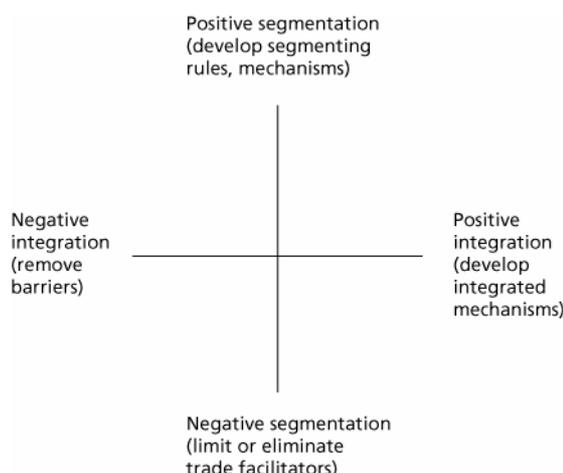 Positive segmentation
(develop segmenting
rules, mechanisms)
Negative
integration
(remove
barriers)
Positive
integration
(develop
integrated
mechanisms)
Negative segmentation
(limit or eliminate
trade facilitators)